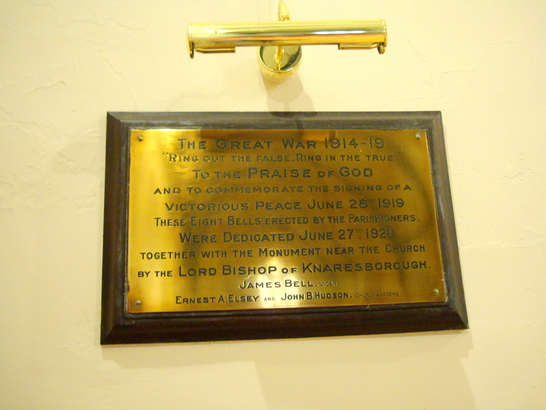 THE GREAT WAR 1914-19
"RING OUT THE FALSE, RING IN THE TRUE"
TO THE PRAISE OF GOD
AND TO COMMEMORATE THE SIGNING OF A
VICTORIOUS PEACE JUNE 28TH 1919
THESE EIGHT BELLS, ERECTED BY THE PARISHIONERS,
WERE DEDICATED JUNE 27TH 1920
TOGETHER WITH THE MONUMENT NEAR THE CHURCH
BY THE LORD BISHOP OF KNARESBOROUGH.
JAMES BELL, VICAR
ERNEST A. ELSEY AND JOHN B. HUDSON, CHURCHWARDENS